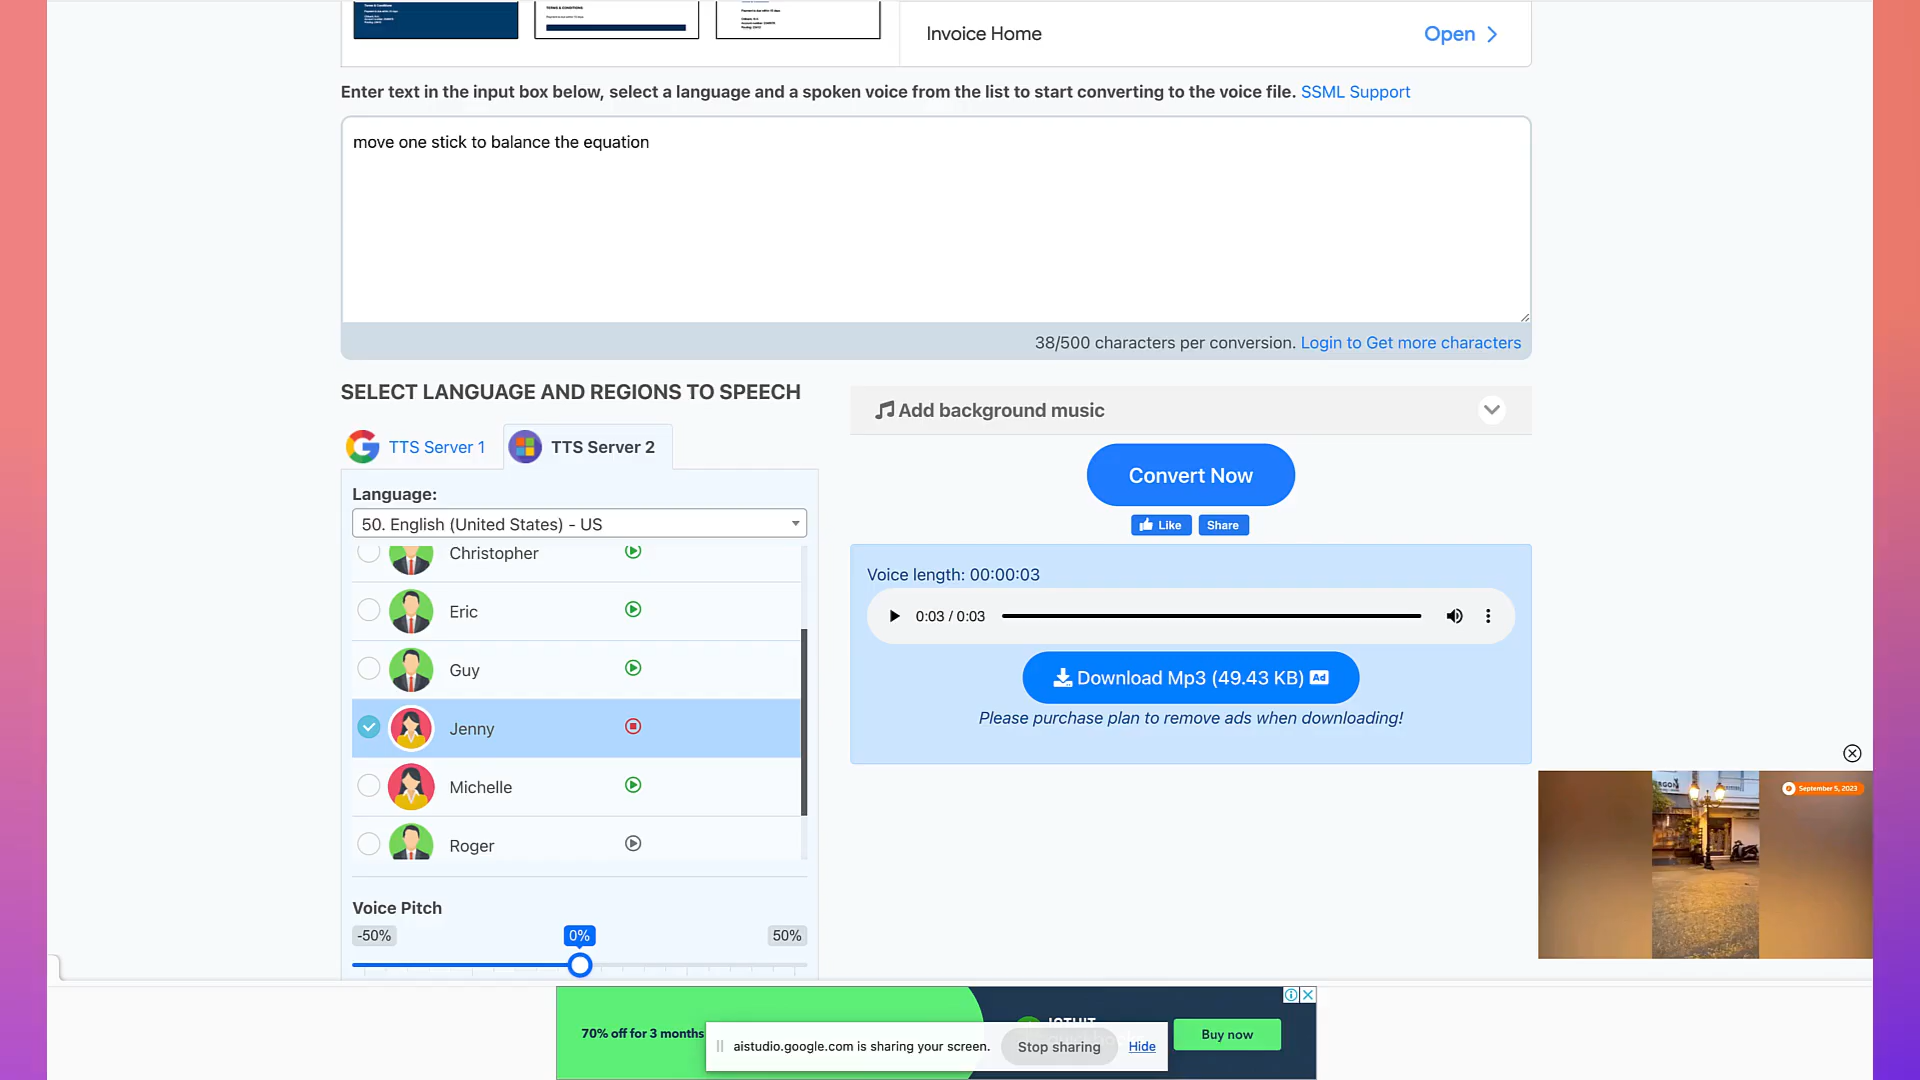 Invoice Home
Open
Enter text in the input box below, select a language and a spoken voice from the list to start converting to the voice file. SSML Support
move one stick to balance the equation
38/500 characters per conversion. Login to Get more characters
SELECT LANGUAGE AND REGIONS TO SPEECH
TTS Server 1
TTS Server 2
Language:
50. English (United States) - US
Christopher
Eric
Guy
Jenny
Michelle
Roger
Voice Pitch
-50%
0%
50%
Add background music
Convert Now
Like
Share
Voice length: 00:00:03
0:03 / 0:03
Download Mp3 (49.43 KB) Ad
Please purchase plan to remove ads when downloading!
September 5, 2023
70% off for 3 months
Buy now
aistudio.google.com is sharing your screen.
Stop sharing
Hide